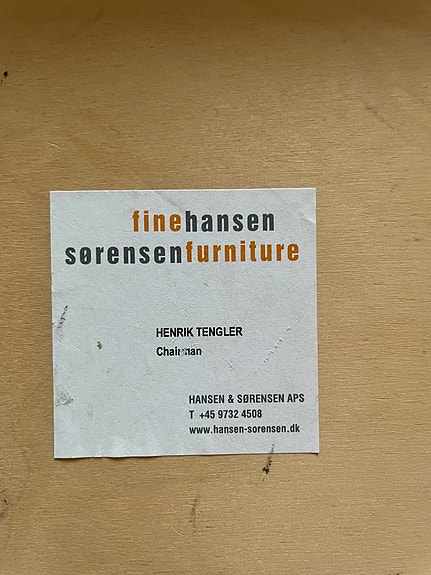 finehansen
sørensenfurniture
HENRIK TENGLER
Chairman
HANSEN & SØRENSEN APS
T +45 9732 4508
www.hansen-sorensen.dk